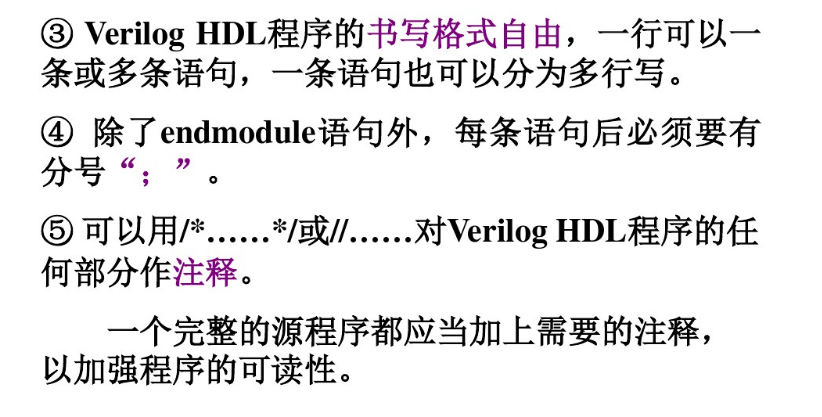 ③ Verilog HDL程序的书写格式自由，一行可以一
条或多条语句，一条语句也可以分为多行写。
④ 除了endmodule语句外，每条语句后必须要有
分号“；”。
⑤ 可以用/*……*/或//……对Verilog HDL程序的任
何部分作注释。
一个完整的源程序都应当加上需要的注释，
以加强程序的可读性。